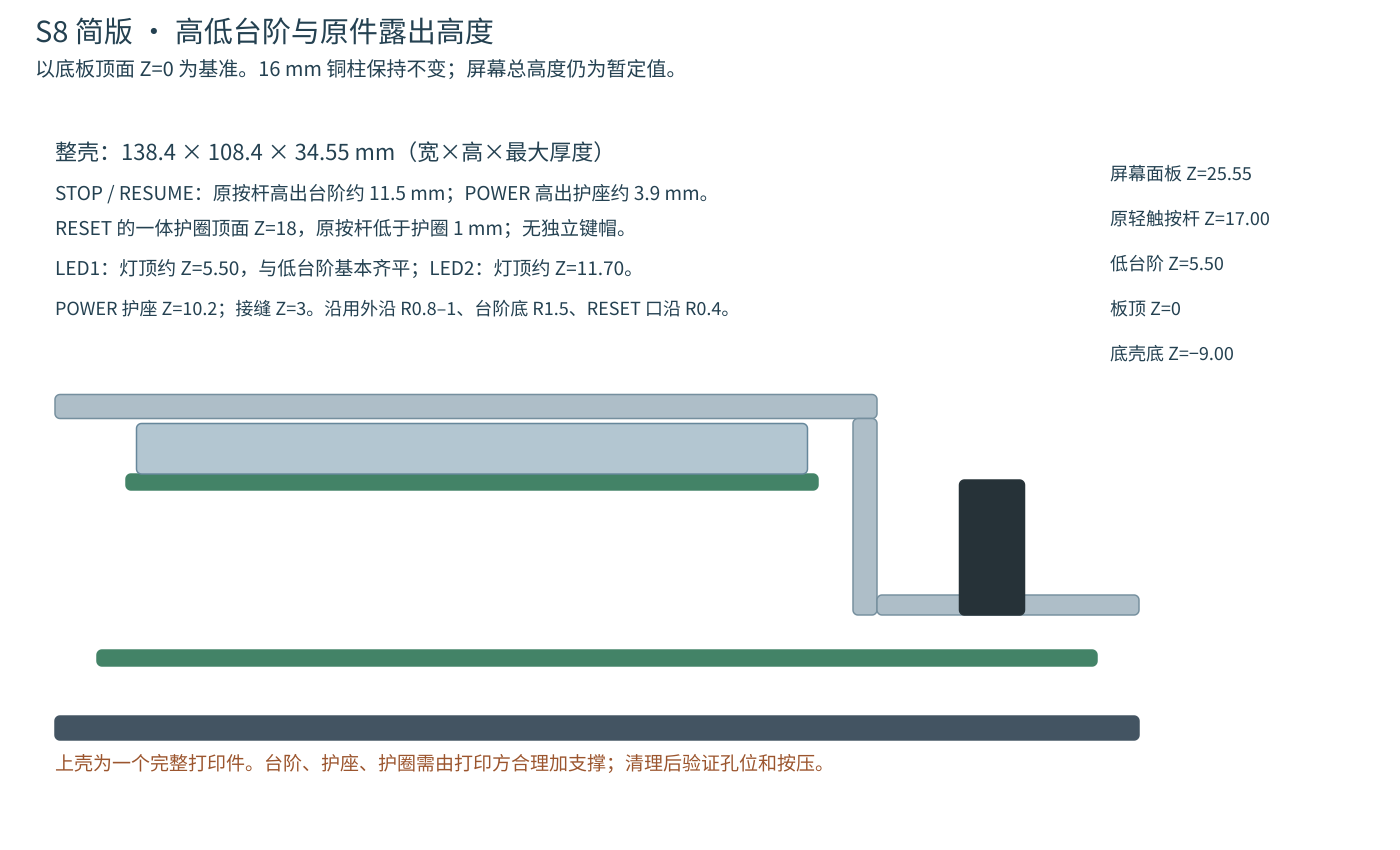 S8 简版 · 高低台阶与原件露出高度
以底板顶面 Z=0 为基准。16 mm 铜柱保持不变；屏幕总高度仍为暂定值。
整壳：138.4 × 108.4 × 34.55 mm（宽×高×最大厚度）
STOP / RESUME：原按杆高出台阶约 11.5 mm；POWER 高出护座约 3.9 mm。
RESET 的一体护圈顶面 Z=18，原按杆低于护圈 1 mm；无独立键帽。
LED1：灯顶约 Z=5.50，与低台阶基本齐平；LED2：灯顶约 Z=11.70。
POWER 护座 Z=10.2；接缝 Z=3。沿用外沿 R0.8–1、台阶底 R1.5、RESET 口沿 R0.4。
屏幕面板 Z=25.55
原轻触按杆 Z=17.00
低台阶 Z=5.50
板顶 Z=0
底壳底 Z=−9.00
上壳为一个完整打印件。台阶、护座、护圈需由打印方合理加支撑；清理后验证孔位和按压。